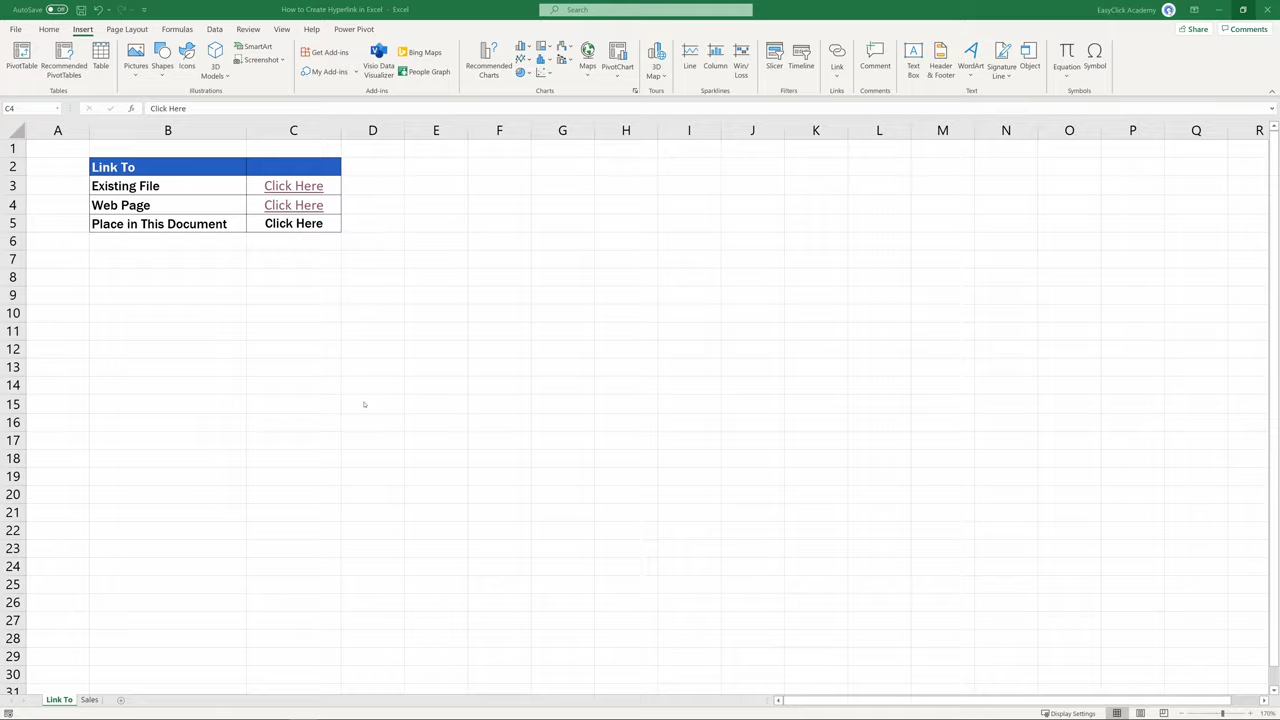 AutoSave Off
How to Create Hyperlink in Excel - Excel
Search
EasyClick Academy
File Home Insert Page Layout Formulas Data Review View Help Power Pivot
Share Comments
PivotTable
Recommended PivotTables
Table
Tables
Pictures
Shapes
Icons
3D Models
SmartArt
Screenshot
Illustrations
Get Add-ins
My Add-ins
Visio Data Visualizer
Bing Maps
People Graph
Add-ins
Recommended Charts
Maps
PivotChart
Charts
3D Map
Tours
Line
Column
Win/ Loss
Sparklines
Slicer
Timeline
Filters
Link
Links
Comment
Comments
Text Box
Header & Footer
WordArt
Signature Line
Object
Text
Equation
Symbol
Symbols
C4 fx Click Here
A B C D E F G H I J K L M N O P Q R
1
2 Link To
3 Existing File Click Here
4 Web Page Click Here
5 Place in This Document Click Here
6
7
8
9
10
11
12
13
14
15
16
17
18
19
20
21
22
23
24
25
26
27
28
29
30
31
Link To Sales
Display Settings 170%